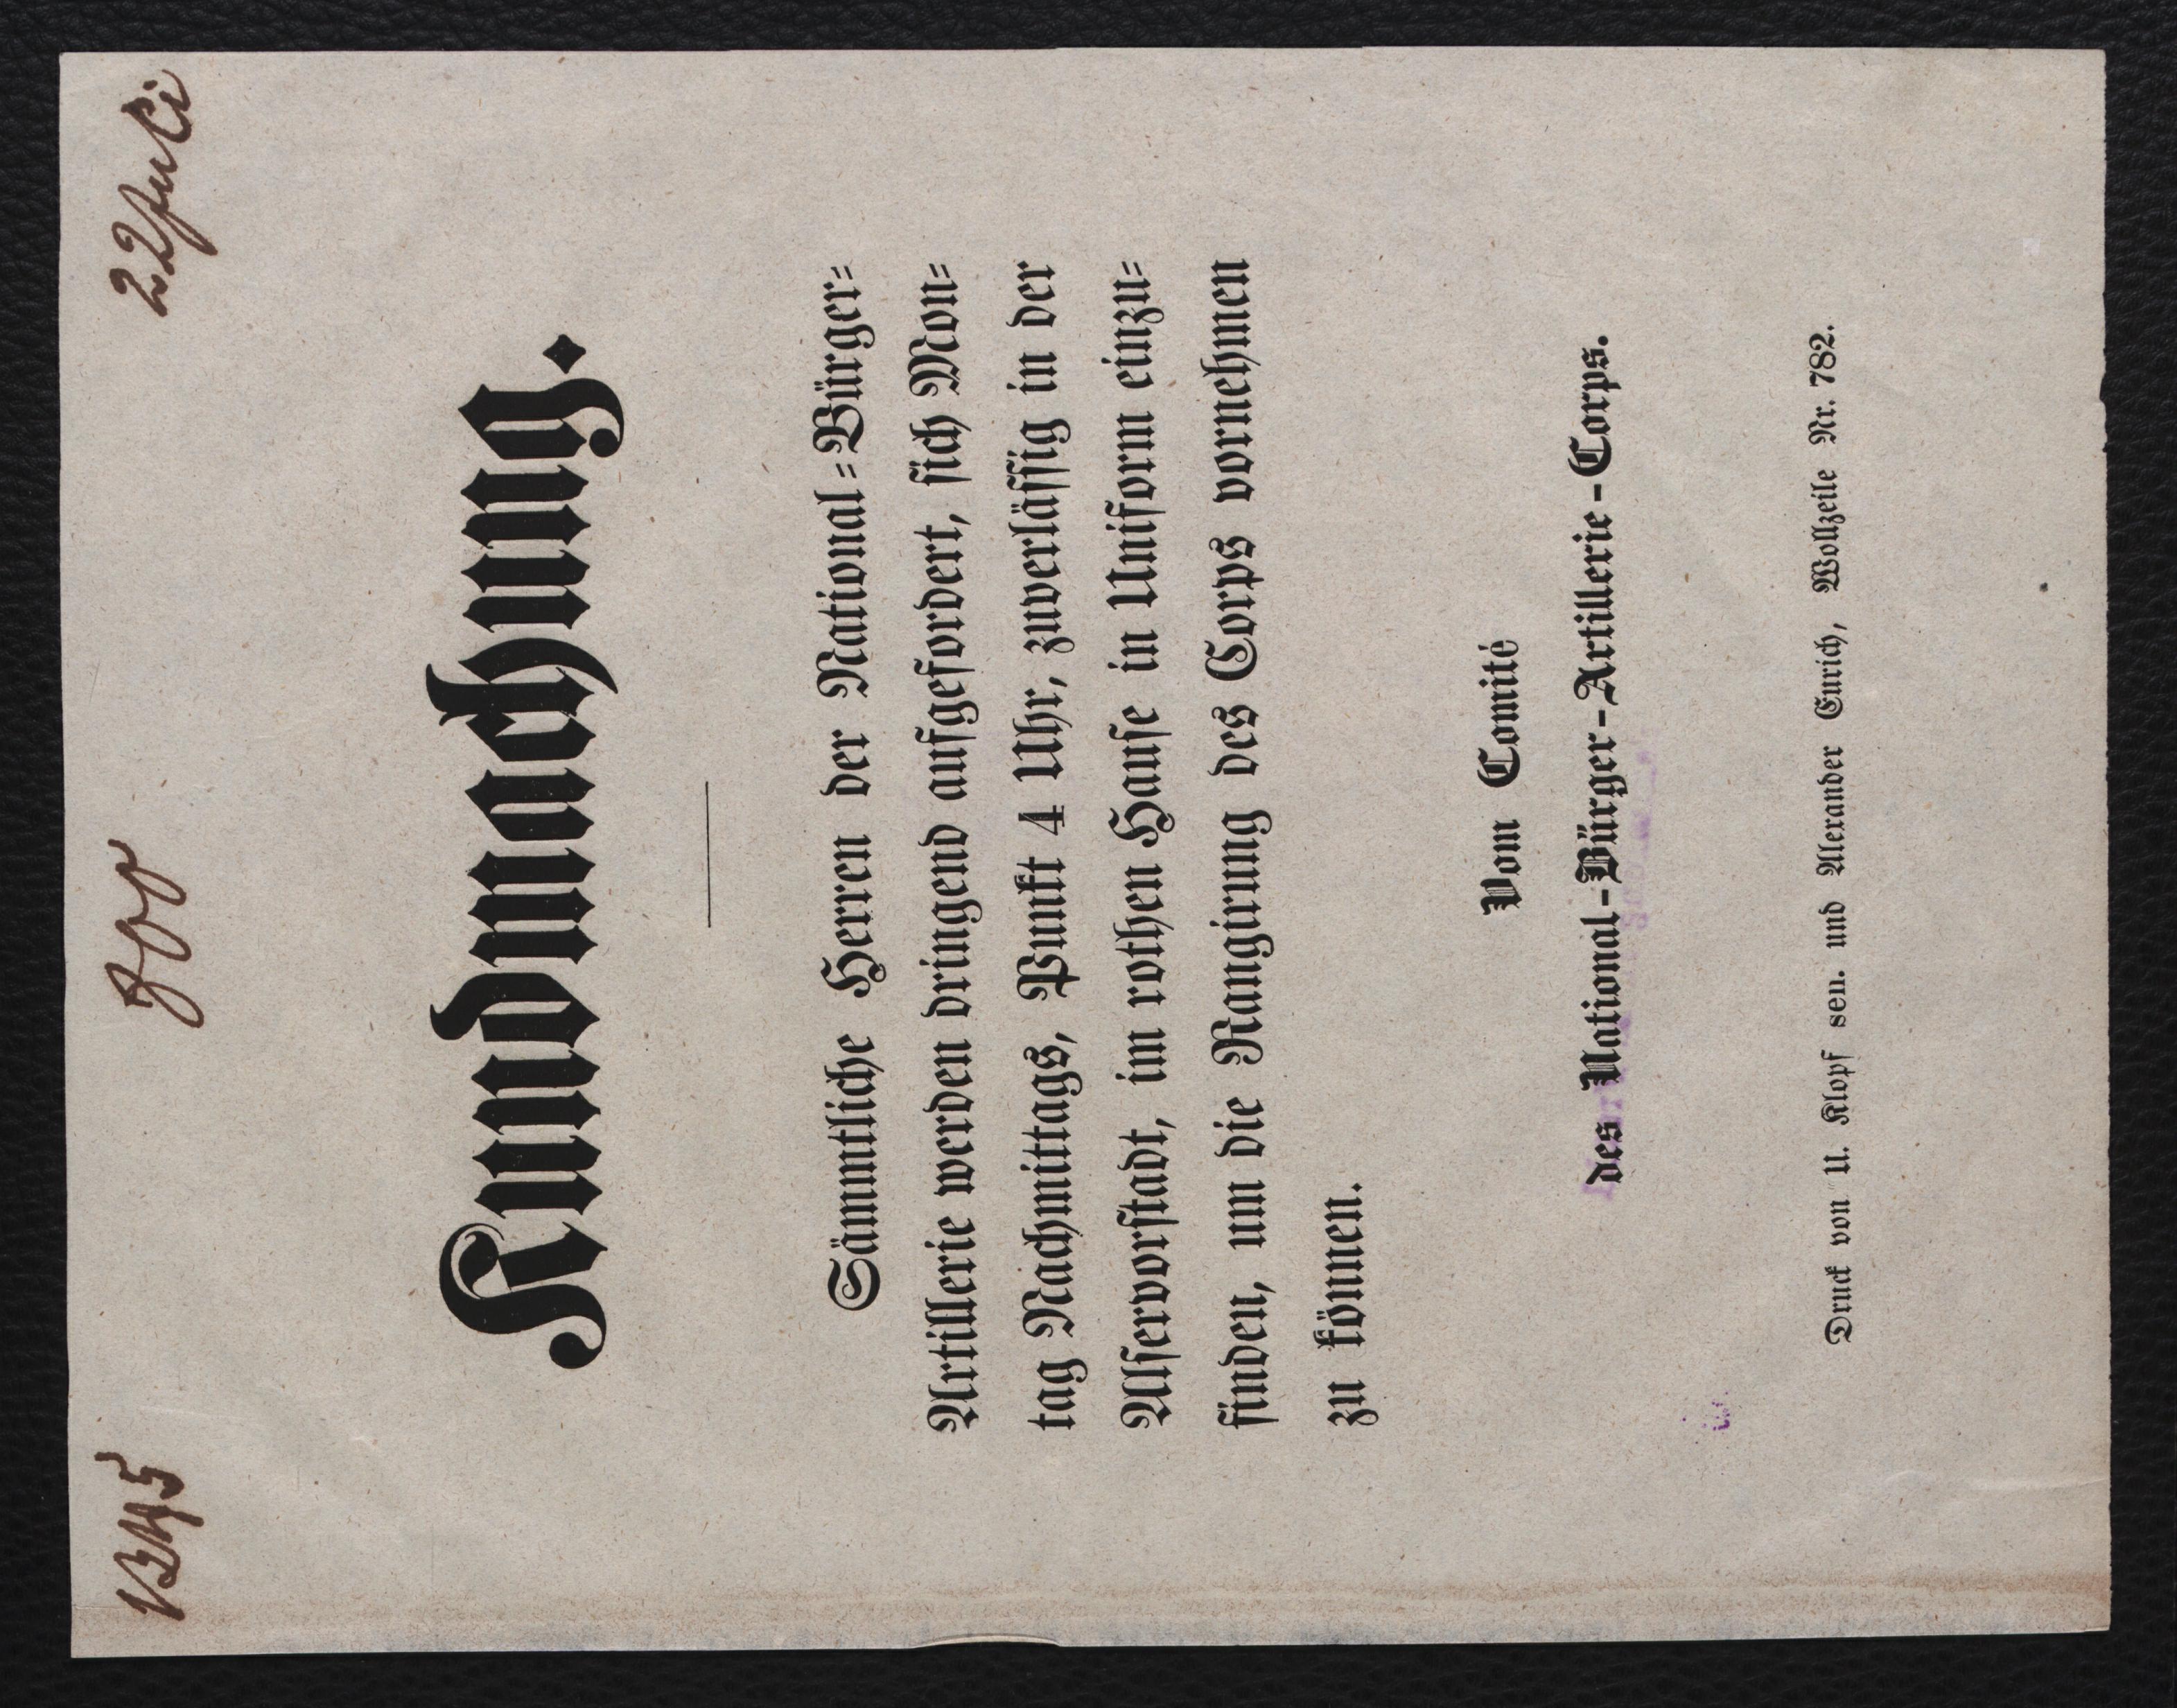 22 Juli
Kundmachung.
Sämmtliche Herren der National-Bürger-
Artillerie werden dringend aufgefordert, sich Mon-
tag Nachmittags, Punkt 4 Uhr, zuverlässig in der
Alservorstadt, im rothen Hause in Uniform einzu-
finden, um die Rangirung des Corps vornehmen
zu können.
Vom Comité
des National-Bürger-Artillerie-Corps.
Druck von U. Klopf sen. und Alexander Eurich, Wollzeile Nr. 782.